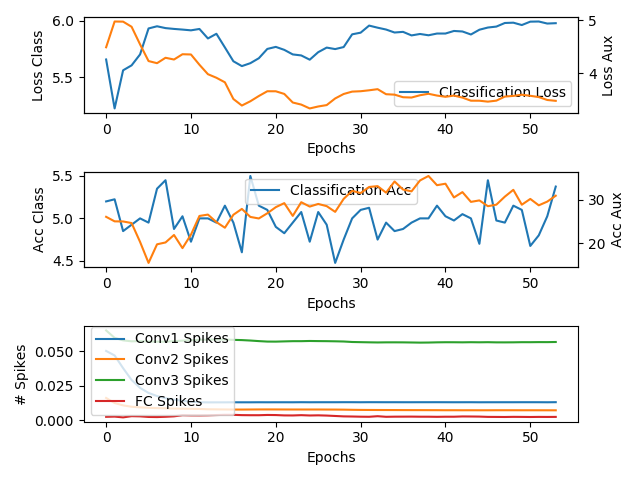 6.0
5.5
5
4
Loss Class
Loss Aux
Classification Loss
0 10 20 30 40 50
Epochs
5.5
5.0
4.5
30
20
Acc Class
Acc Aux
Classification Acc
0 10 20 30 40 50
Epochs
0.050
0.025
0.000
# Spikes
Conv1 Spikes
Conv2 Spikes
Conv3 Spikes
FC Spikes
0 10 20 30 40 50
Epochs